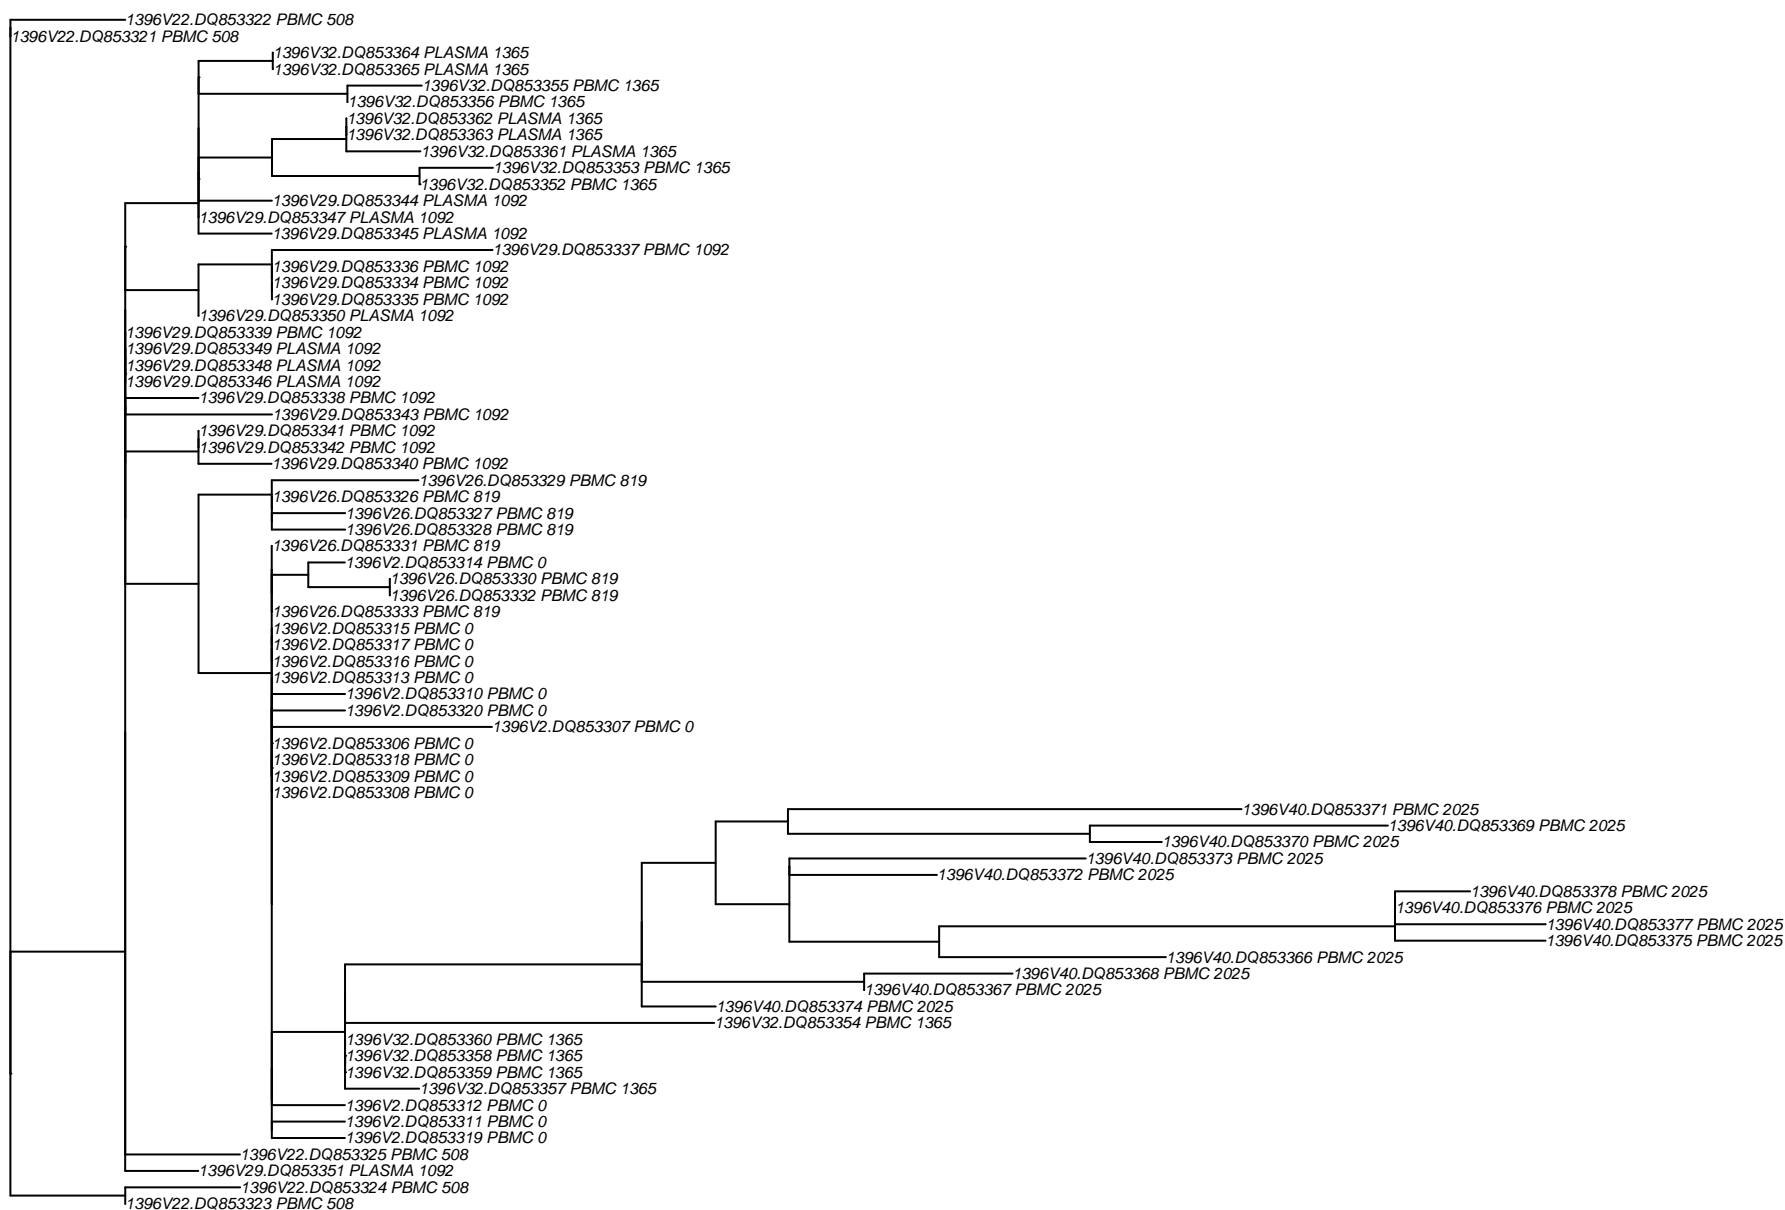 1396V22.DQ853322 PBMC 508
1396V22.DQ853321 PBMC 508
1396V32.DQ853364 PLASMA 1365
1396V32.DQ853365 PLASMA 1365
1396V32.DQ853355 PBMC 1365
1396V32.DQ853356 PBMC 1365
1396V32.DQ853362 PLASMA 1365
1396V32.DQ853363 PLASMA 1365
1396V32.DQ853361 PLASMA 1365
1396V32.DQ853353 PBMC 1365
1396V32.DQ853352 PBMC 1365
1396V29.DQ853344 PLASMA 1092
1396V29.DQ853347 PLASMA 1092
1396V29.DQ853345 PLASMA 1092
1396V29.DQ853337 PBMC 1092
1396V29.DQ853336 PBMC 1092
1396V29.DQ853334 PBMC 1092
1396V29.DQ853335 PBMC 1092
1396V29.DQ853350 PLASMA 1092
1396V29.DQ853339 PBMC 1092
1396V29.DQ853349 PLASMA 1092
1396V29.DQ853348 PLASMA 1092
1396V29.DQ853346 PLASMA 1092
1396V29.DQ853338 PBMC 1092
1396V29.DQ853343 PBMC 1092
1396V29.DQ853341 PBMC 1092
1396V29.DQ853342 PBMC 1092
1396V29.DQ853340 PBMC 1092
1396V26.DQ853329 PBMC 819
1396V26.DQ853326 PBMC 819
1396V26.DQ853327 PBMC 819
1396V26.DQ853328 PBMC 819
1396V26.DQ853331 PBMC 819
1396V2.DQ853314 PBMC 0
1396V26.DQ853330 PBMC 819
1396V26.DQ853332 PBMC 819
1396V26.DQ853333 PBMC 819
1396V2.DQ853315 PBMC 0
1396V2.DQ853317 PBMC 0
1396V2.DQ853316 PBMC 0
1396V2.DQ853313 PBMC 0
1396V2.DQ853310 PBMC 0
1396V2.DQ853320 PBMC 0
1396V2.DQ853307 PBMC 0
1396V2.DQ853306 PBMC 0
1396V2.DQ853318 PBMC 0
1396V2.DQ853309 PBMC 0
1396V2.DQ853308 PBMC 0
1396V40.DQ853371 PBMC 2025
1396V40.DQ853369 PBMC 2025
1396V40.DQ853370 PBMC 2025
1396V40.DQ853373 PBMC 2025
1396V40.DQ853372 PBMC 2025
1396V40.DQ853378 PBMC 2025
1396V40.DQ853376 PBMC 2025
1396V40.DQ853377 PBMC 2025
1396V40.DQ853375 PBMC 2025
1396V40.DQ853366 PBMC 2025
1396V40.DQ853368 PBMC 2025
1396V40.DQ853367 PBMC 2025
1396V40.DQ853374 PBMC 2025
1396V32.DQ853354 PBMC 1365
1396V32.DQ853360 PBMC 1365
1396V32.DQ853358 PBMC 1365
1396V32.DQ853359 PBMC 1365
1396V32.DQ853357 PBMC 1365
1396V2.DQ853312 PBMC 0
1396V2.DQ853311 PBMC 0
1396V2.DQ853319 PBMC 0
1396V22.DQ853325 PBMC 508
1396V29.DQ853351 PLASMA 1092
1396V22.DQ853324 PBMC 508
1396V22.DQ853323 PBMC 508